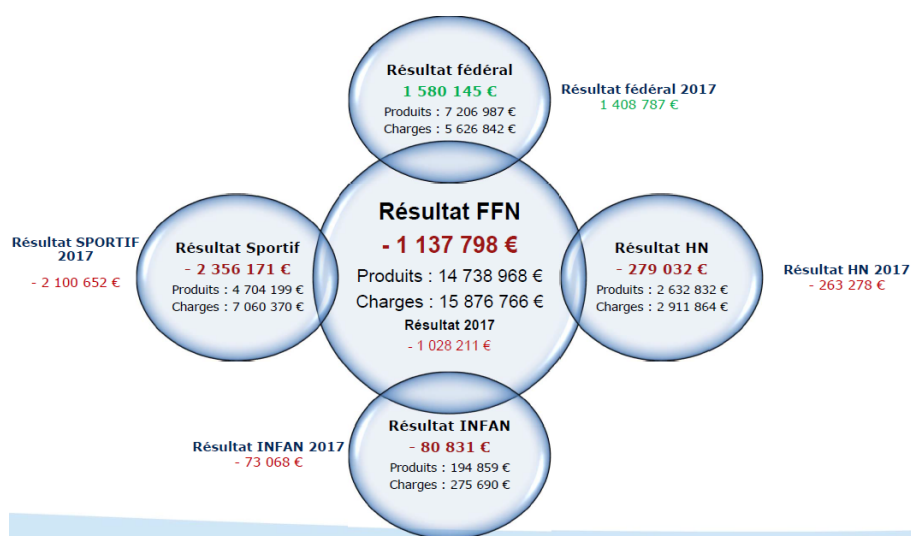 Résultat fédéral
1 580 145 €
Produits : 7 206 987 €
Charges : 5 626 842 €
Résultat fédéral 2017
1 408 787 €
Résultat FFN
- 1 137 798 €
Produits : 14 738 968 €
Charges : 15 876 766 €
Résultat 2017
- 1 028 211 €
Résultat SPORTIF
2017
- 2 100 652 €
Résultat Sportif
- 2 356 171 €
Produits : 4 704 199 €
Charges : 7 060 370 €
Résultat HN
- 279 032 €
Produits : 2 632 832 €
Charges : 2 911 864 €
Résultat HN 2017
- 263 278 €
Résultat INFAN 2017
- 73 068 €
Résultat INFAN
- 80 831 €
Produits : 194 859 €
Charges : 275 690 €